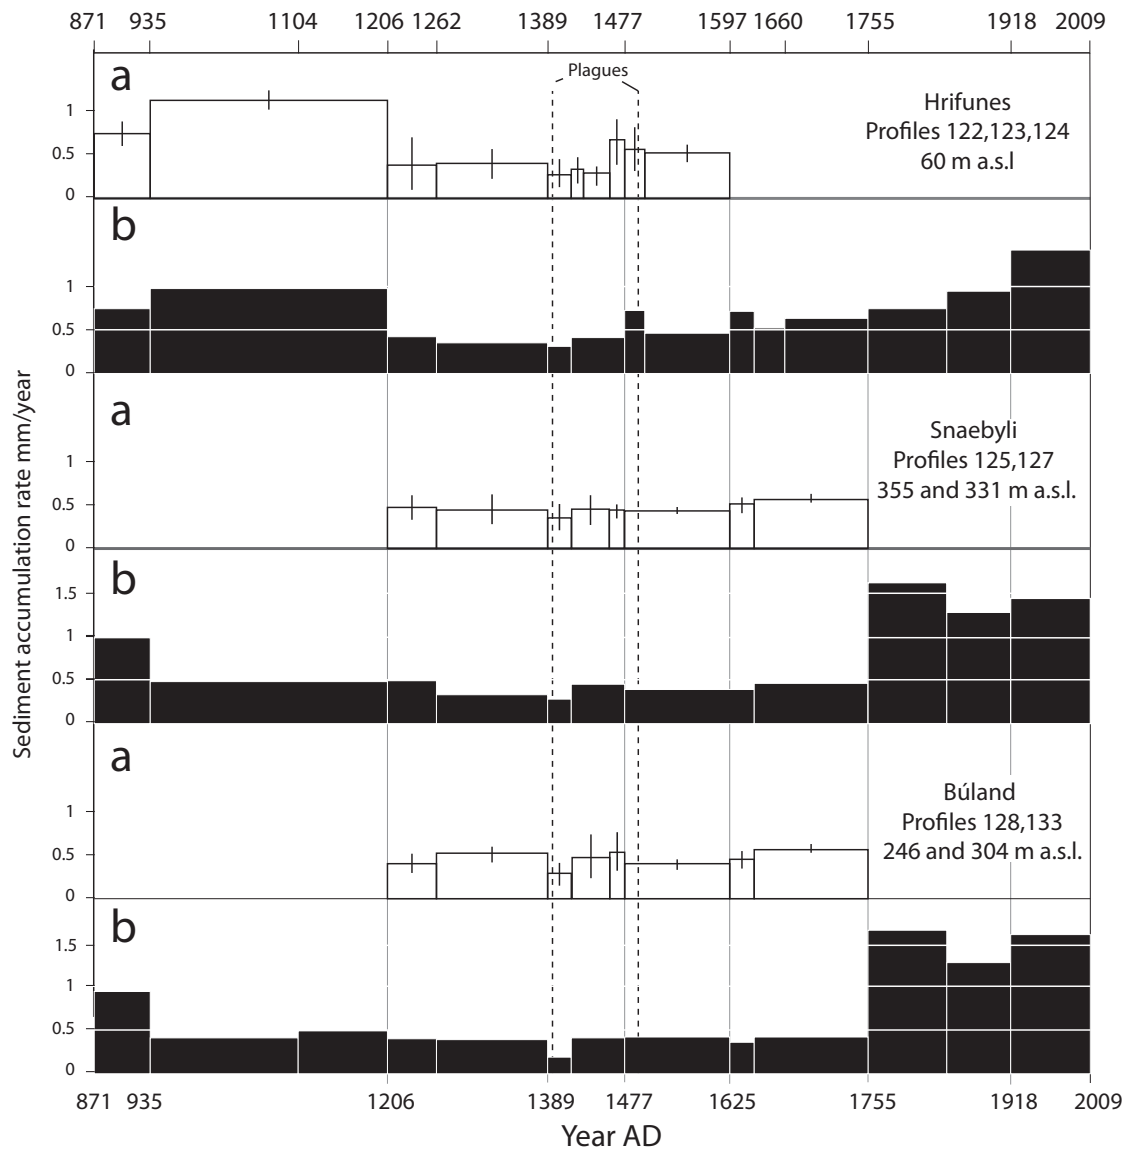 871 935 1104 1206 1262 1389 1477 1597 1660 1755 1918 2009
a
Plagues
Hrifunes
Profiles 122,123,124
60 m a.s.l
1
0.5
0
b
1
0.5
0
a
Snaebyli
Profiles 125,127
355 and 331 m a.s.l.
1
0.5
0
b
1.5
1
0.5
0
a
Búland
Profiles 128,133
246 and 304 m a.s.l.
1
0.5
0
b
1.5
1
0.5
0
Sediment accumulation rate mm/year
871 935 1206 1389 1477 1625 1755 1918 2009
Year AD